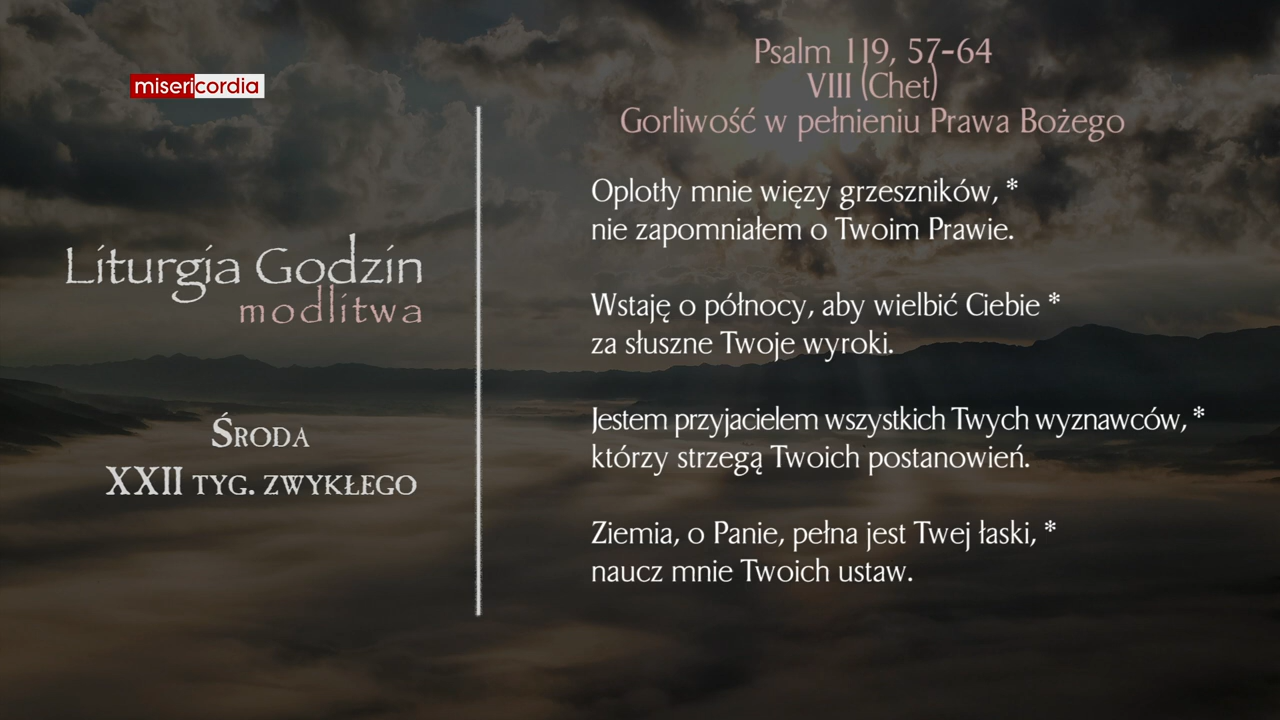 misericordia
Liturgia Godzin
modlitwa
Środa
XXII tyg. zwykłego
Psalm 119, 57-64
VIII (Chet)
Gorliwość w pełnieniu Prawa Bożego
Oplotły mnie więzy grzeszników, *
nie zapomniałem o Twoim Prawie.
Wstaję o północy, aby wielbić Ciebie *
za słuszne Twoje wyroki.
Jestem przyjacielem wszystkich Twych wyznawców, *
którzy strzegą Twoich postanowień.
Ziemia, o Panie, pełna jest Twej łaski, *
naucz mnie Twoich ustaw.